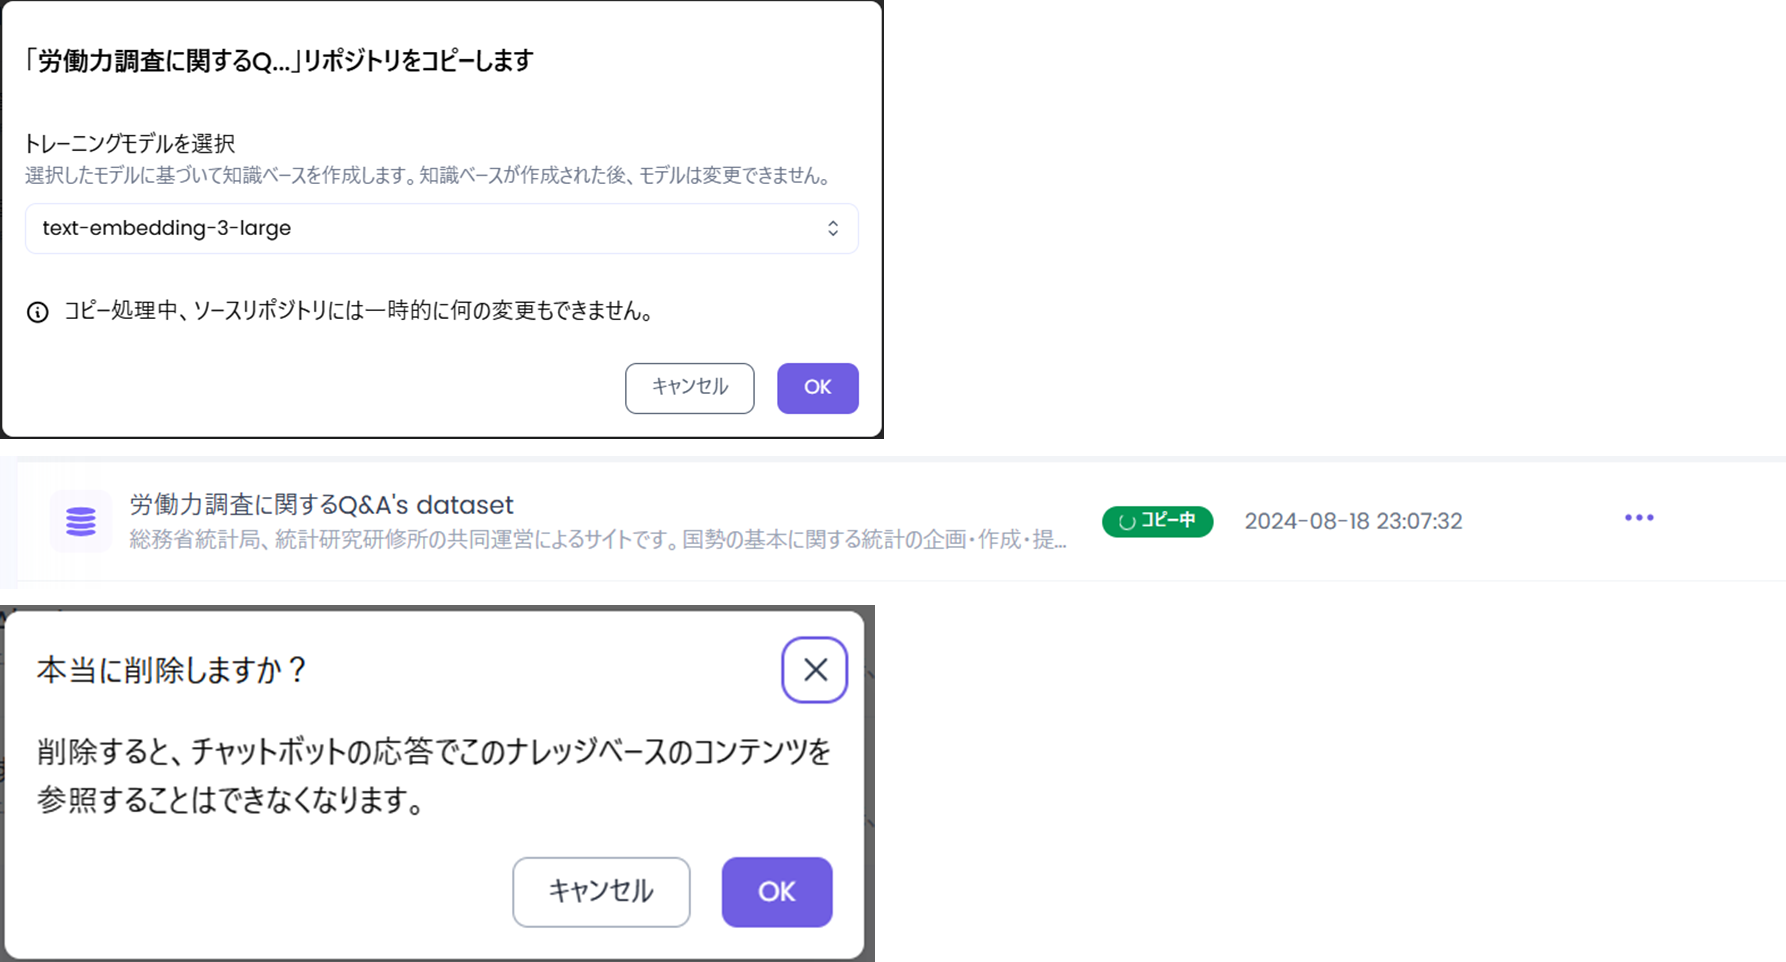 「労働力調査に関するQ...」リポジトリをコピーします
トレーニングモデルを選択
選択したモデルに基づいて知識ベースを作成します。知識ベースが作成された後、モデルは変更できません。
text-embedding-3-large
コピー処理中、ソースリポジトリには一時的に何の変更もできません。
キャンセル OK
労働力調査に関するQ&A's dataset
総務省統計局、統計研究研修所の共同運営によるサイトです。国勢の基本に関する統計の企画・作成・提...
コピー中 2024-08-18 23:07:32
本当に削除しますか？
削除すると、チャットボットの応答でこのナレッジベースのコンテンツを
参照することはできなくなります。
キャンセル OK